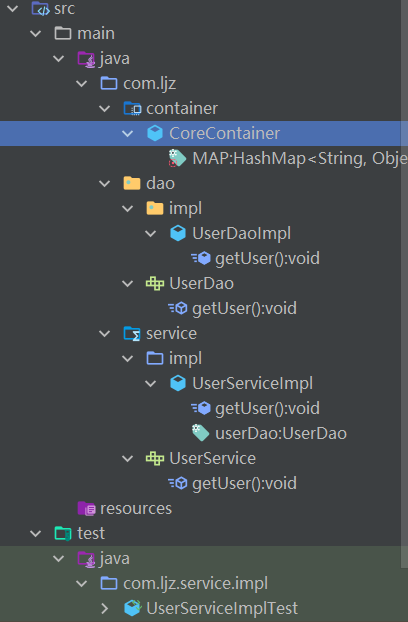 src
main
java
com.ljz
container
CoreContainer
MAP:HashMap<String, Obje
dao
impl
UserDaoImpl
getUser():void
UserDao
getUser():void
service
impl
UserServiceImpl
getUser():void
userDao:UserDao
UserService
getUser():void
resources
test
java
com.ljz.service.impl
UserServiceImplTest